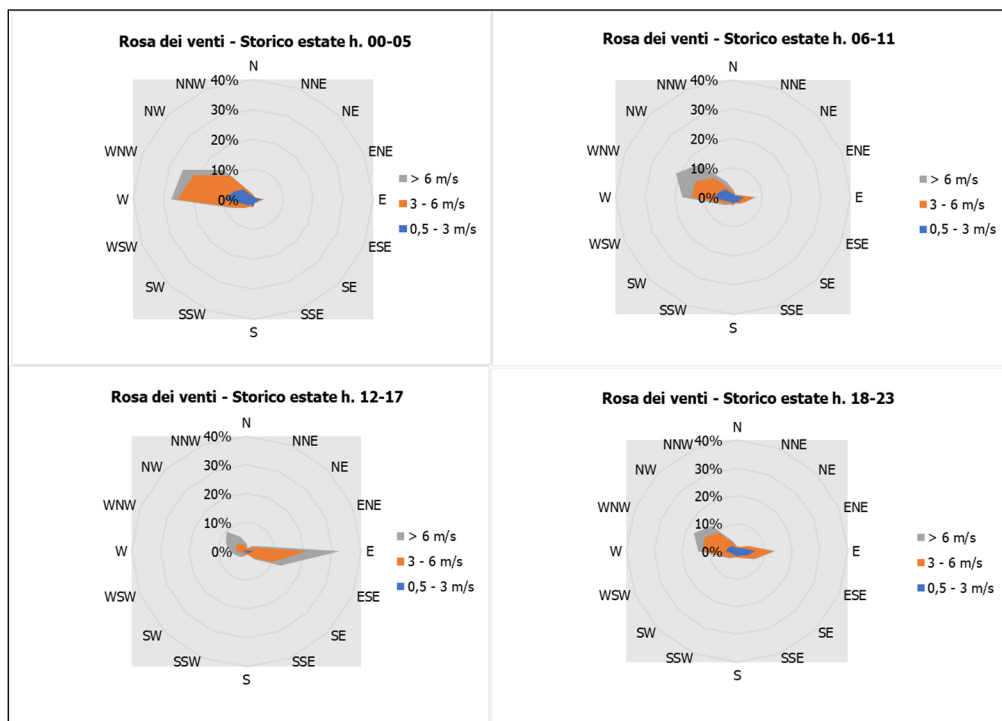 Rosa dei venti - Storico estate h. 00-05
N
NNW
40%
NNE
NW
30%
NE
20%
WNW
10%
ENE
W
0%
E
> 6 m/s
3 - 6 m/s
0,5 - 3 m/s
WSW
ESE
SW
SE
SSW
SSE
S
Rosa dei venti - Storico estate h. 06-11
N
NNW
40%
NNE
NW
30%
NE
20%
WNW
10%
ENE
W
0%
E
> 6 m/s
3 - 6 m/s
0,5 - 3 m/s
WSW
ESE
SW
SE
SSW
SSE
S
Rosa dei venti - Storico estate h. 12-17
N
NNW
40%
NNE
NW
30%
NE
20%
WNW
10%
ENE
W
0%
E
> 6 m/s
3 - 6 m/s
0,5 - 3 m/s
WSW
ESE
SW
SE
SSW
SSE
S
Rosa dei venti - Storico estate h. 18-23
N
NNW
40%
NNE
NW
30%
NE
20%
WNW
10%
ENE
W
0%
E
> 6 m/s
3 - 6 m/s
0,5 - 3 m/s
WSW
ESE
SW
SE
SSW
SSE
S